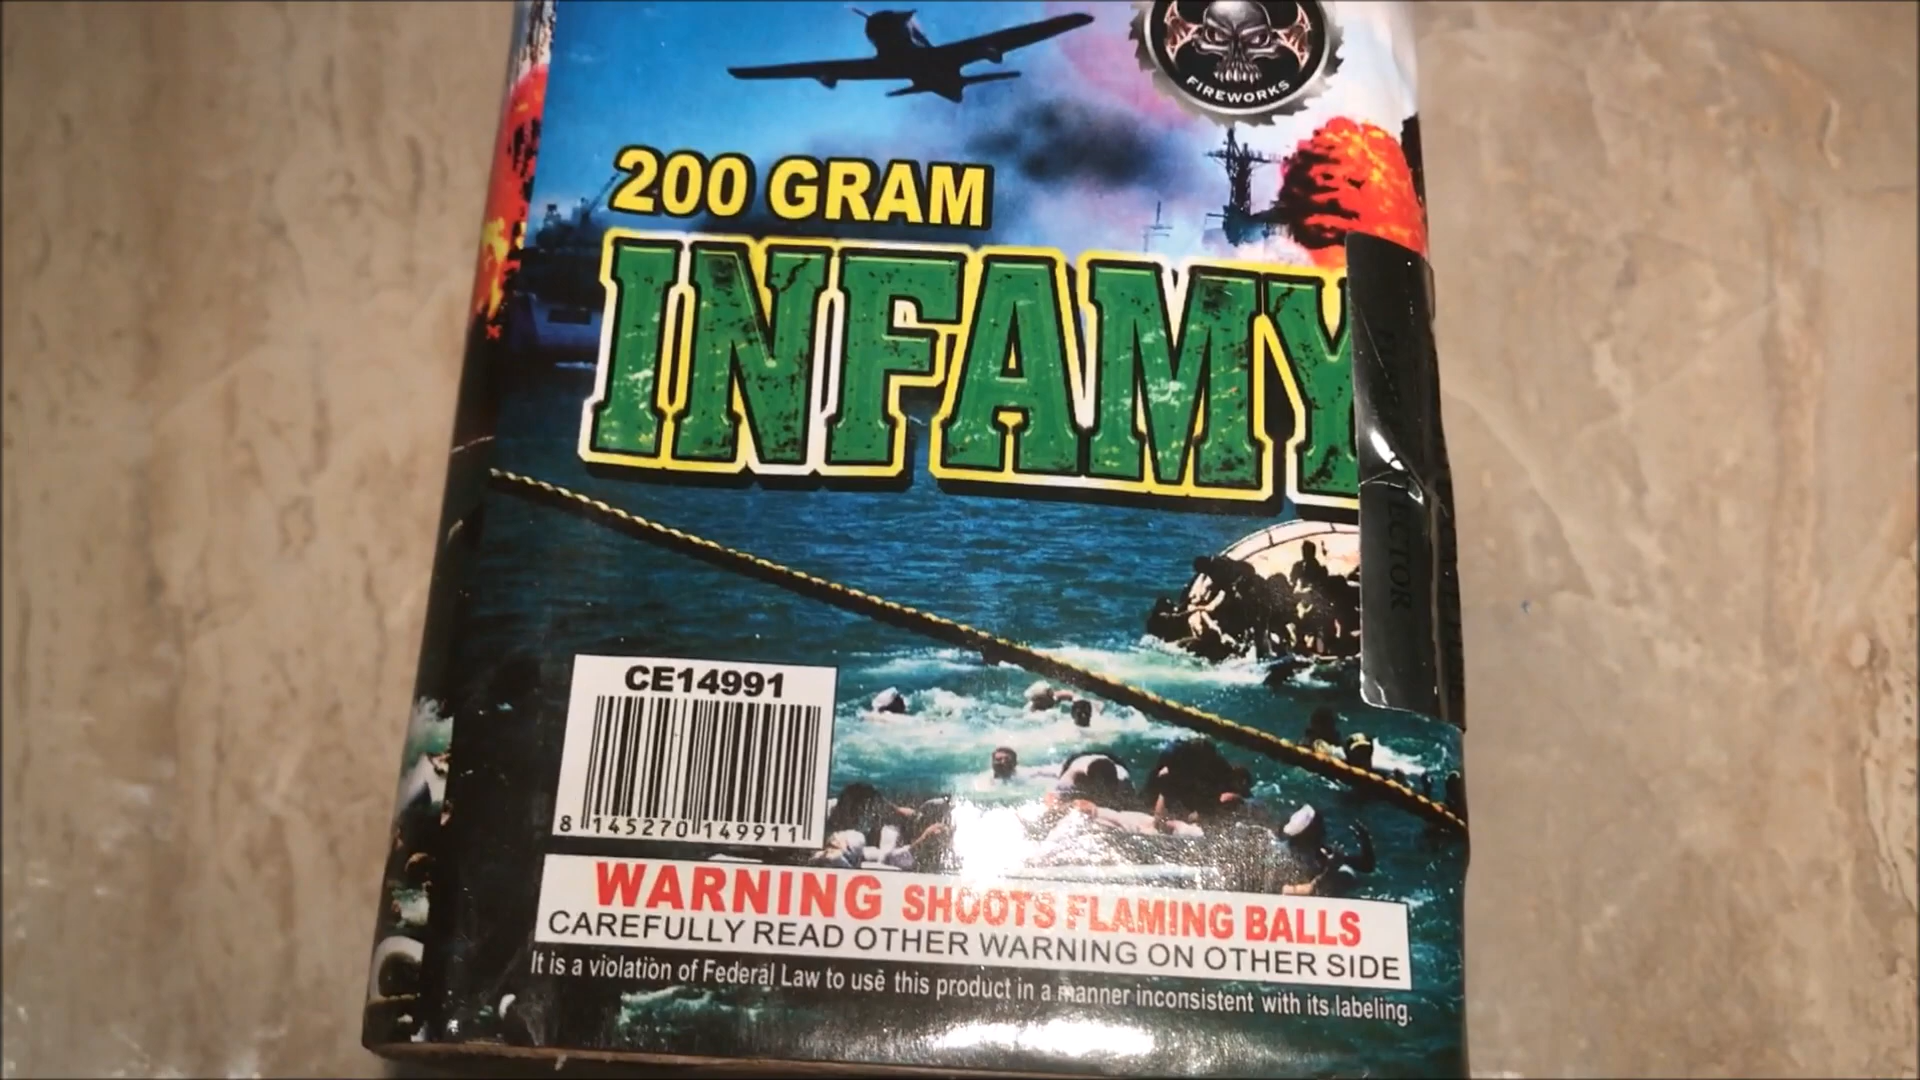 FIREWORKS
200 GRAM
INFAMY
CE14991
8 145270 149911
WARNING SHOOTS FLAMING BALLS
CAREFULLY READ OTHER WARNING ON OTHER SIDE
It is a violation of Federal Law to use this product in a manner inconsistent with its labeling.